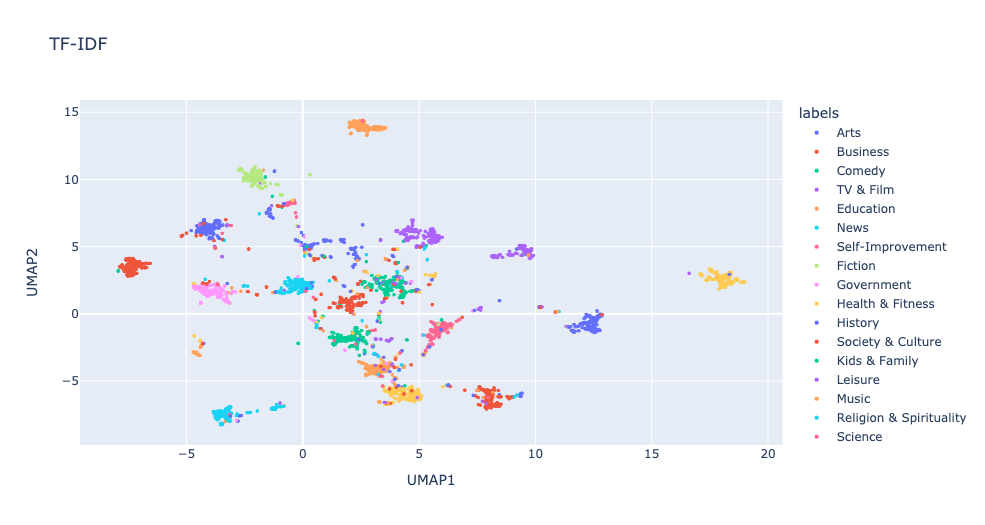 TF-IDF
15
10
5
0
−5
−5
0
5
10
15
20
UMAP1
UMAP2
labels
Arts
Business
Comedy
TV & Film
Education
News
Self-Improvement
Fiction
Government
Health & Fitness
History
Society & Culture
Kids & Family
Leisure
Music
Religion & Spirituality
Science